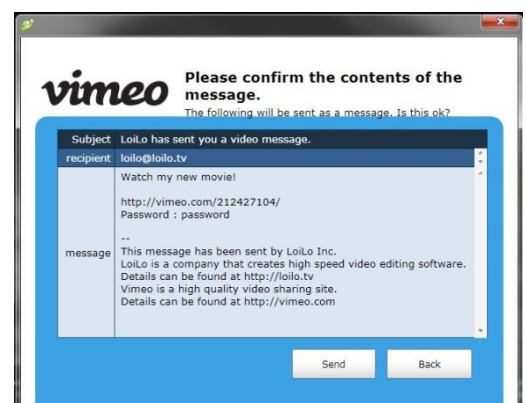 vimeo
Please confirm the contents of the
message.
The following will be sent as a message. Is this ok?
Subject LoiLo has sent you a video message.
recipient loilo@loilo.tv
Watch my new movie!
http://vimeo.com/212427104/
Password : password
--
message This message has been sent by LoiLo Inc.
LoiLo is a company that creates high speed video editing software.
Details can be found at http://loilo.tv
Vimeo is a high quality video sharing site.
Details can be found at http://vimeo.com
Send Back